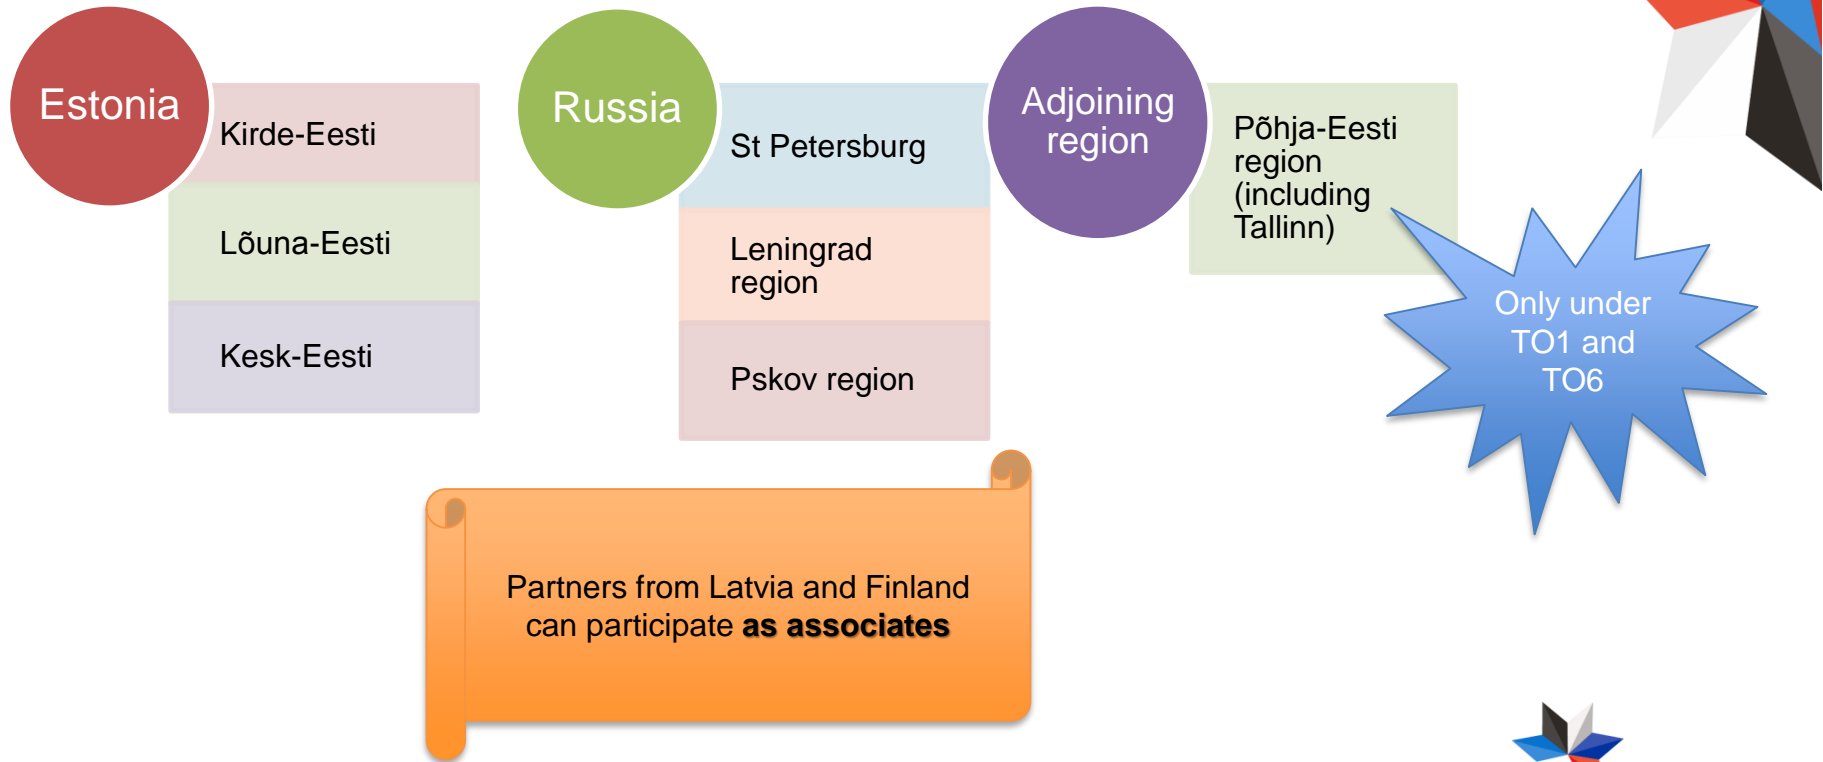 Estonia
Kirde-Eesti
Lõuna-Eesti
Kesk-Eesti
Russia
St Petersburg
Leningrad
region
Pskov region
Adjoining
region
Põhja-Eesti
region
(including
Tallinn)
Only under
TO1 and
TO6
Partners from Latvia and Finland
can participate as associates